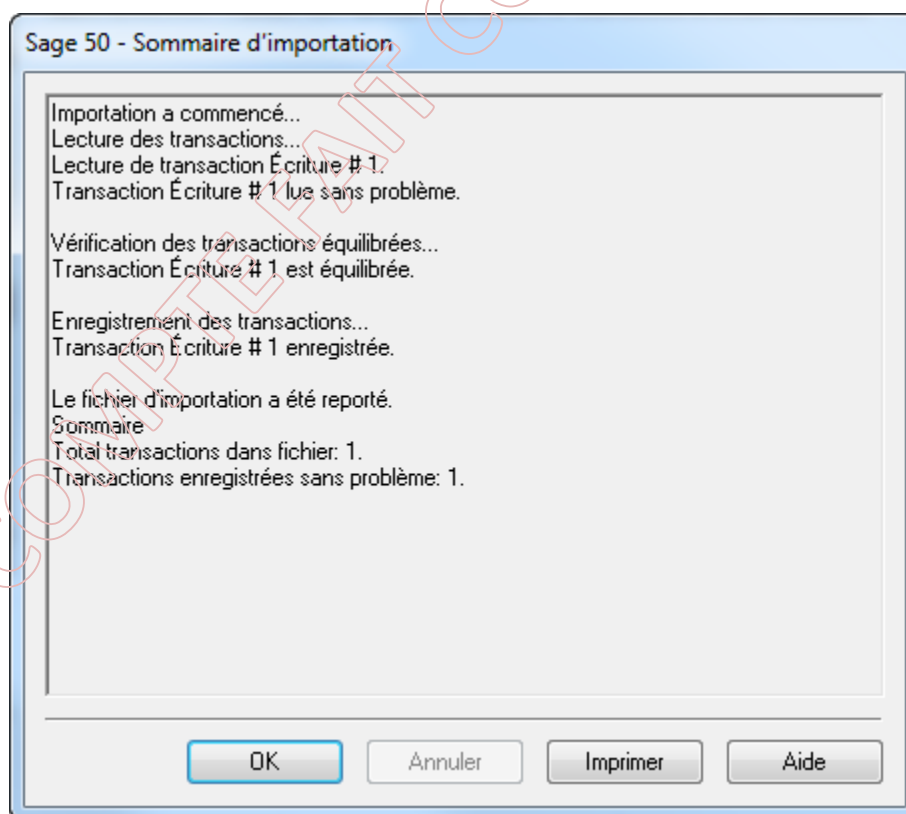 Sage 50 - Sommaire d'importation
Importation a commencé...
Lecture des transactions...
Lecture de transaction Écriture # 1.
Transaction Écriture # 1 lue sans problème.
Vérification des transactions équilibrées...
Transaction Écriture # 1 est équilibrée.
Enregistrement des transactions...
Transaction Écriture # 1 enregistrée.
Le fichier d'importation a été reporté.
Sommaire
Total transactions dans fichier: 1.
Transactions enregistrées sans problème: 1.
OK
Annuler
Imprimer
Aide
COMPTE FAIT